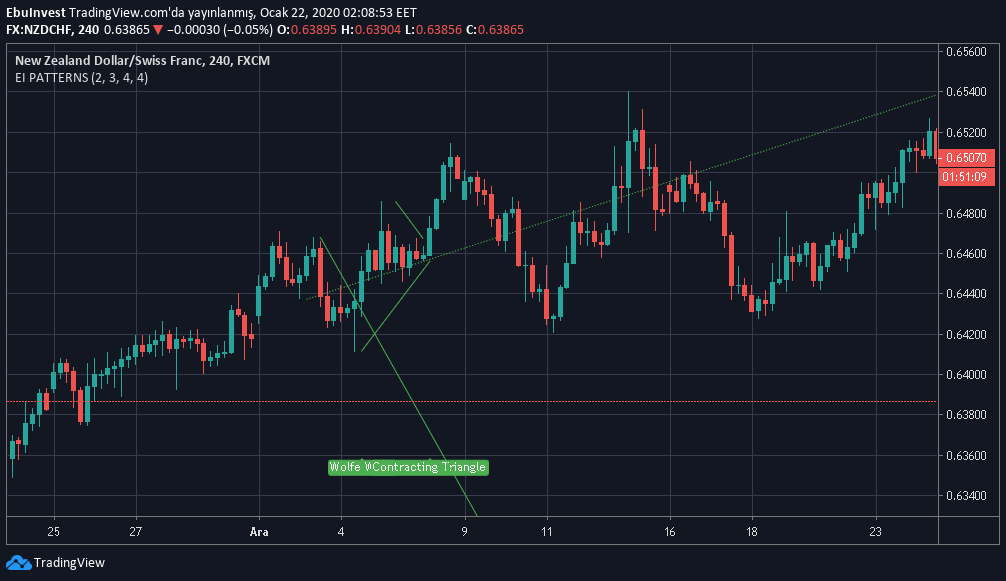 EbuInvest TradingView.com'da yayınlanmış, Ocak 22, 2020 02:08:53 EET
FX:NZDCHF, 240 0.63865 ▼ −0.00030 (−0.05%) O:0.63895 H:0.63904 L:0.63856 C:0.63865
New Zealand Dollar/Swiss Franc, 240, FXCM
EI PATTERNS (2, 3, 4, 4)
0.65600
0.65400
0.65200
0.65070
01:51:09
0.64800
0.64600
0.64400
0.64200
0.64000
0.63800
0.63600
0.63400
Wolfe WContracting Triangle
25 27 Ara 4 9 11 16 18 23
TradingView